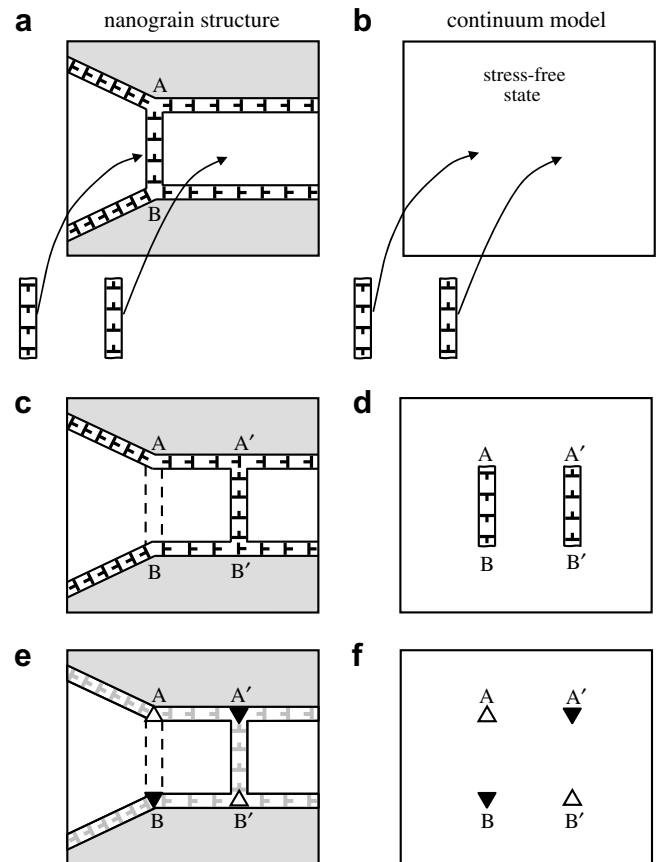 a
nanograin structure
A
B
b
continuum model
stress-free
state
c
A
A′
B
B′
d
A
A′
B
B′
e
A
A′
B
B′
f
A
A′
B
B′